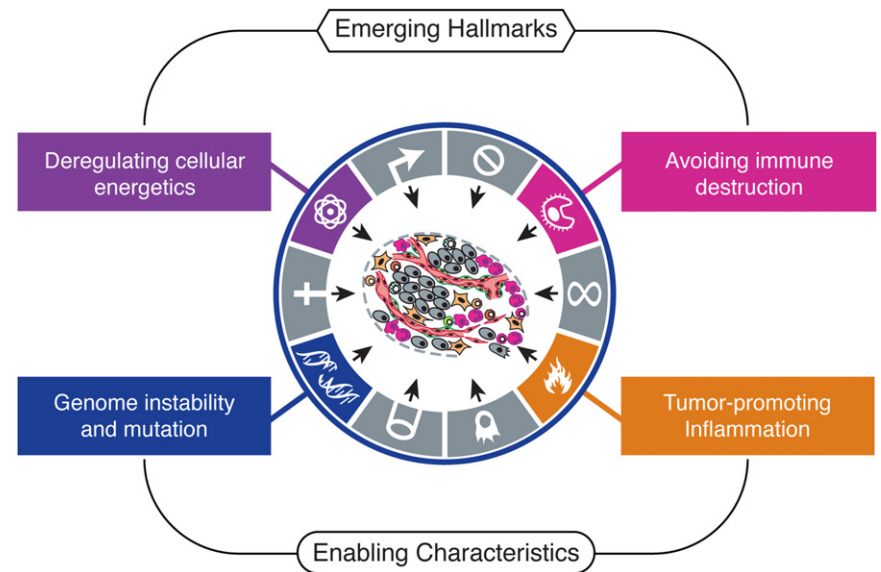 Emerging Hallmarks
Deregulating cellular
energetics
Avoiding immune
destruction
Genome instability
and mutation
Tumor-promoting
Inflammation
Enabling Characteristics